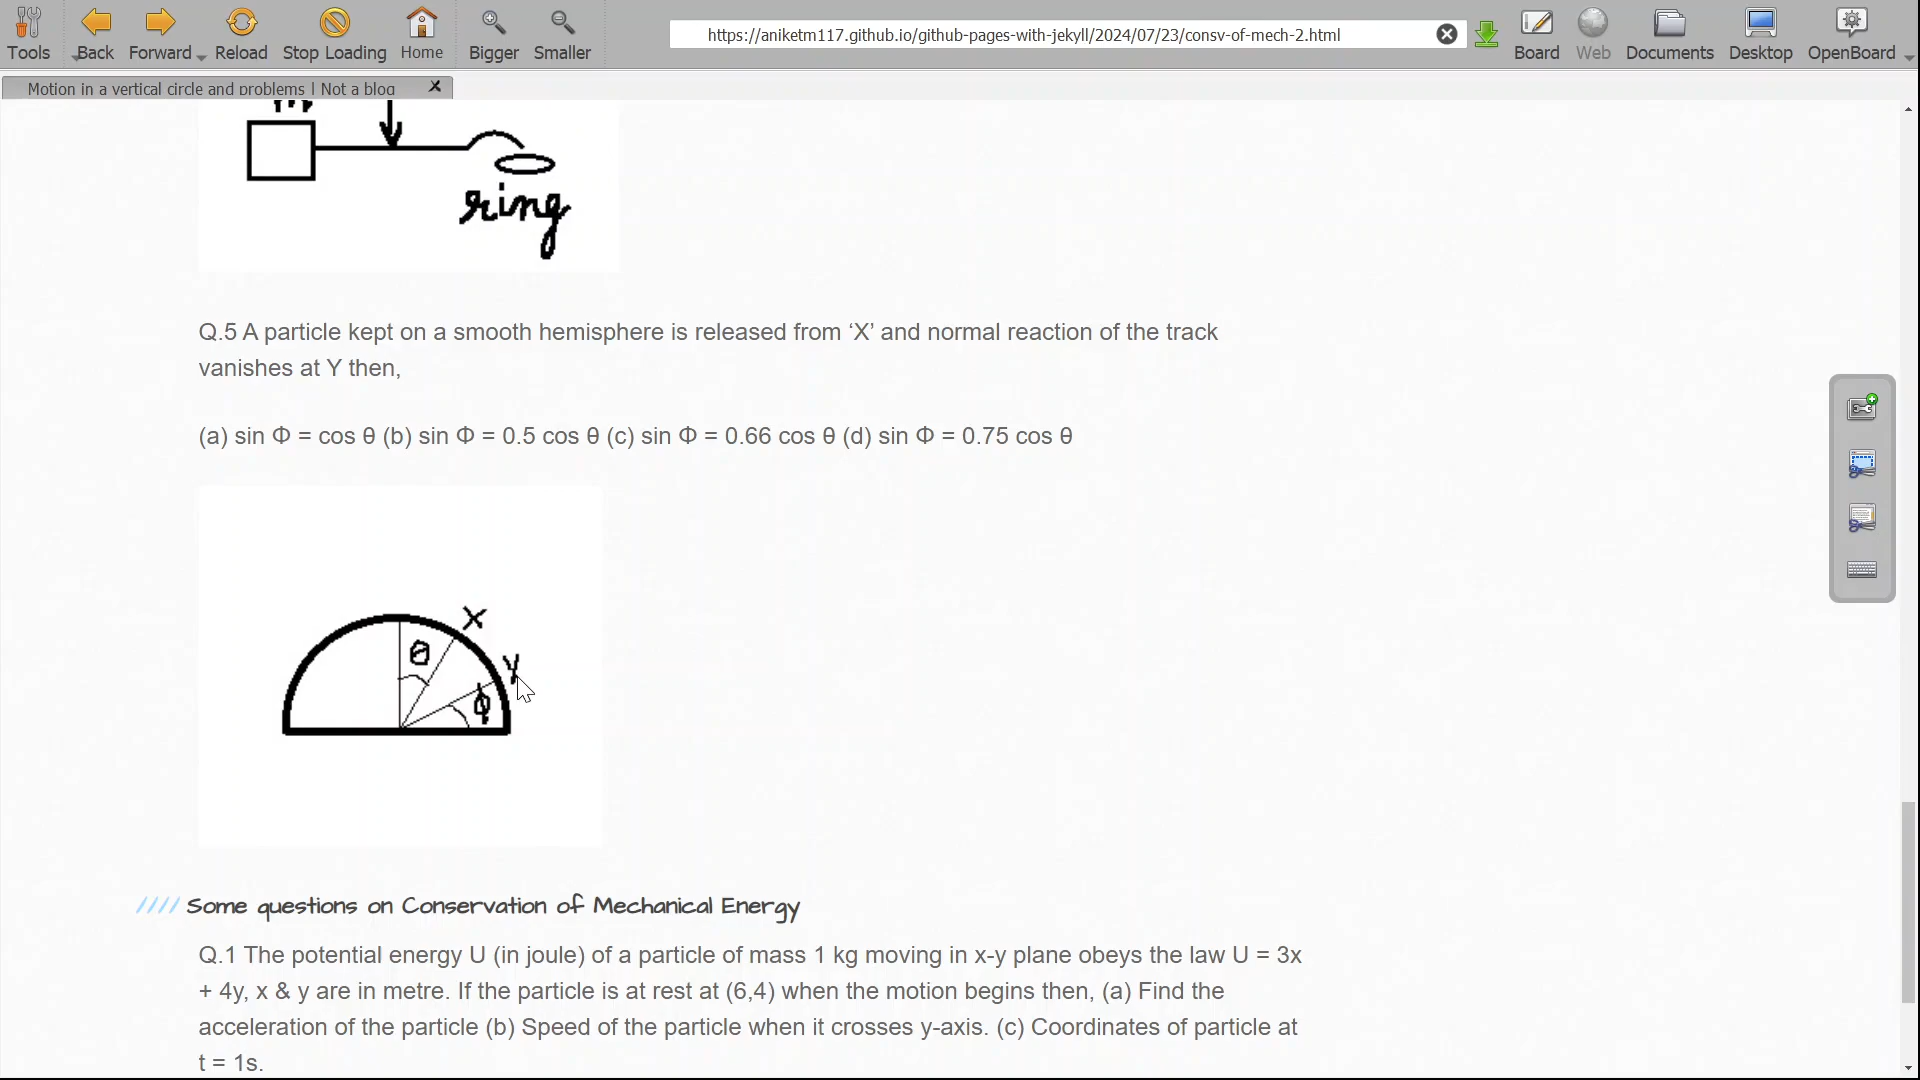 Tools
Back
Forward
Reload
Stop Loading
Home
Bigger
Smaller
https://aniketm117.github.io/github-pages-with-jekyll/2024/07/23/consv-of-mech-2.html
Board
Web
Documents
Desktop
OpenBoard
Motion in a vertical circle and problems | Not a blog
m
ring
Q.5 A particle kept on a smooth hemisphere is released from ‘X’ and normal reaction of the track
vanishes at Y then,
(a) sin Φ = cos θ (b) sin Φ = 0.5 cos θ (c) sin Φ = 0.66 cos θ (d) sin Φ = 0.75 cos θ
X
θ
Y
ϕ
//// Some questions on Conservation of Mechanical Energy
Q.1 The potential energy U (in joule) of a particle of mass 1 kg moving in x-y plane obeys the law U = 3x
+ 4y, x & y are in metre. If the particle is at rest at (6,4) when the motion begins then, (a) Find the
acceleration of the particle (b) Speed of the particle when it crosses y-axis. (c) Coordinates of particle at
t = 1s.